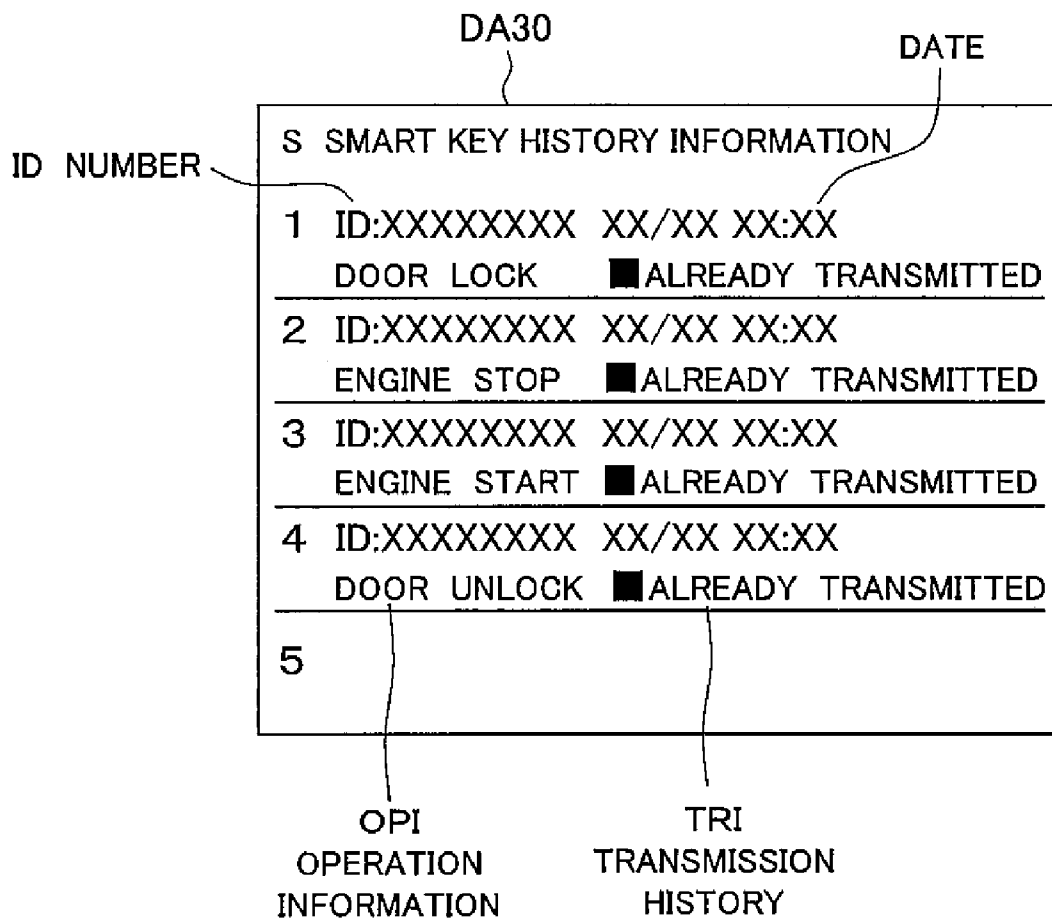 DA30
DATE
S SMART KEY HISTORY INFORMATION
ID NUMBER
1 ID:XXXXXXXX XX/XX XX:XX
DOOR LOCK ■ALREADY TRANSMITTED
2 ID:XXXXXXXX XX/XX XX:XX
ENGINE STOP ■ALREADY TRANSMITTED
3 ID:XXXXXXXX XX/XX XX:XX
ENGINE START ■ALREADY TRANSMITTED
4 ID:XXXXXXXX XX/XX XX:XX
DOOR UNLOCK ■ALREADY TRANSMITTED
5
OPI
OPERATION
INFORMATION
TRI
TRANSMISSION
HISTORY